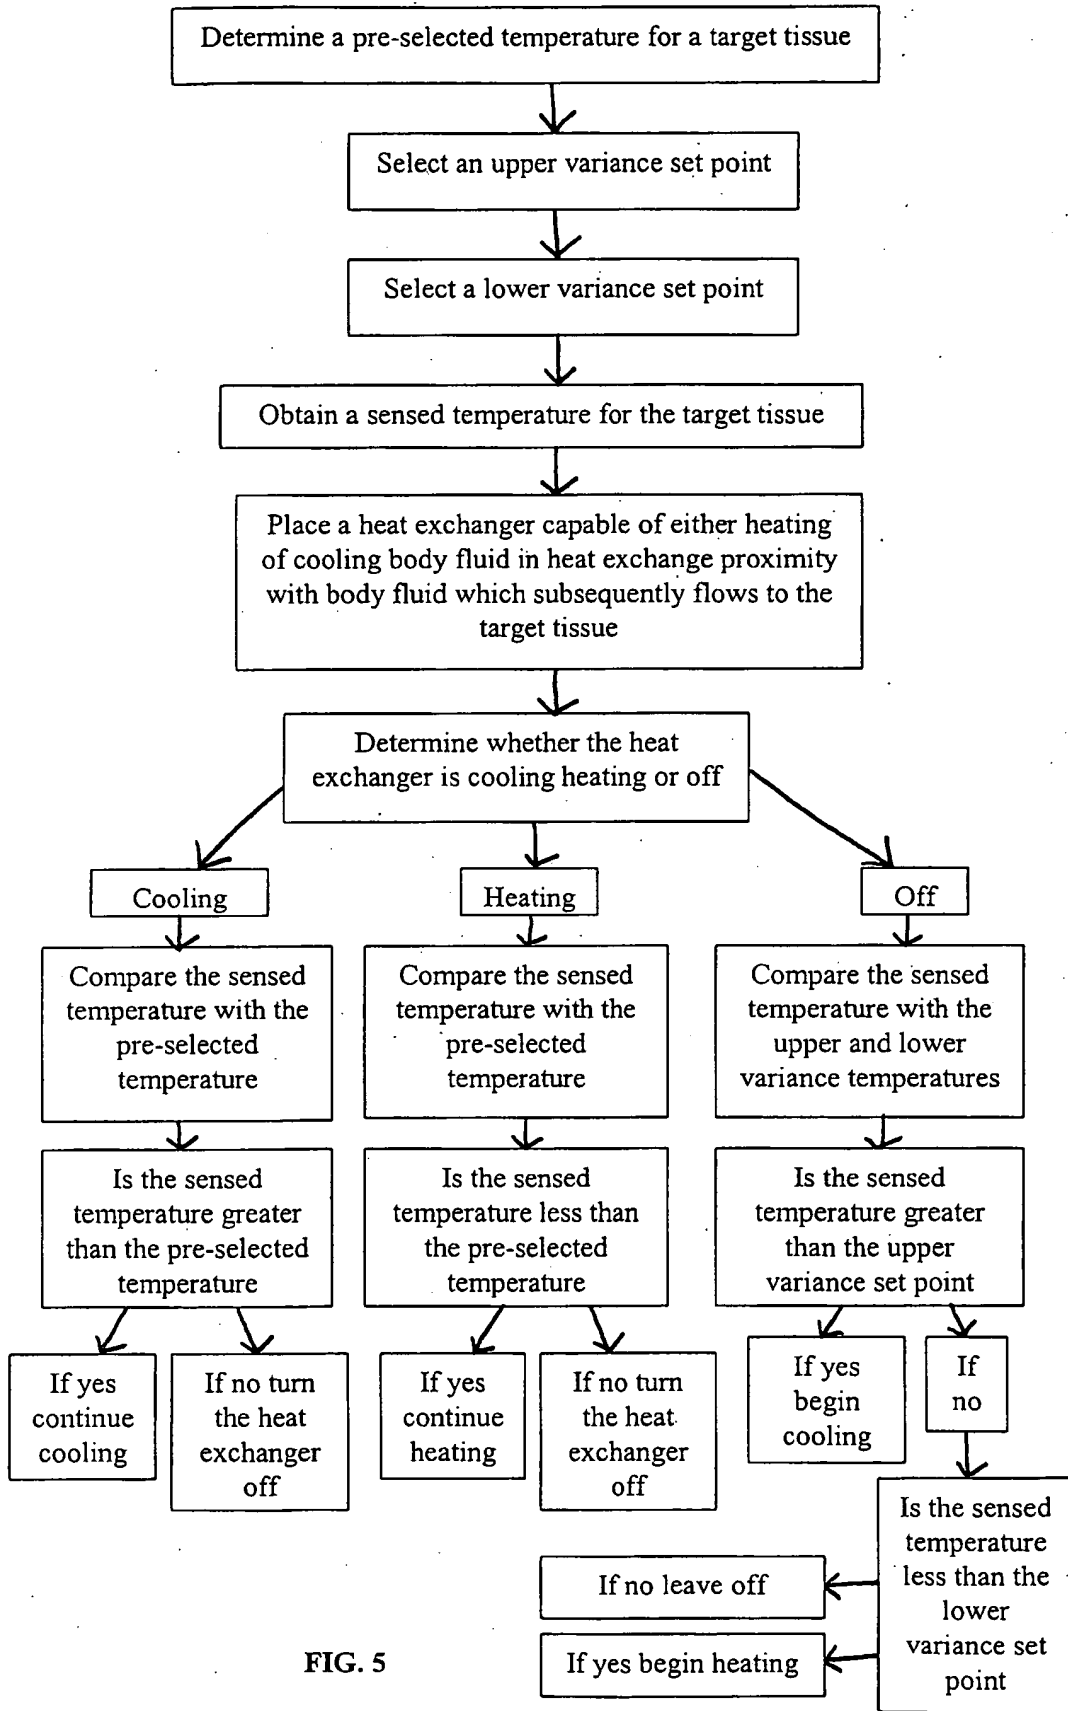 Determine a pre-selected temperature for a target tissue
Select an upper variance set point
Select a lower variance set point
Obtain a sensed temperature for the target tissue
Place a heat exchanger capable of either heating
of cooling body fluid in heat exchange proximity
with body fluid which subsequently flows to the
target tissue
Determine whether the heat
exchanger is cooling heating or off
Cooling
Compare the sensed
temperature with the
pre-selected
temperature
Is the sensed
temperature greater
than the pre-selected
temperature
If yes
continue
cooling
If no turn
the heat
exchanger
off
Heating
Compare the sensed
temperature with the
pre-selected
temperature
Is the sensed
temperature less than
the pre-selected
temperature
If yes
continue
heating
If no turn
the heat
exchanger
off
Off
Compare the sensed
temperature with the
upper and lower
variance temperatures
Is the sensed
temperature greater
than the upper
variance set point
If yes
begin
cooling
If
no
Is the sensed
temperature
less than the
lower
variance set
point
If no leave off
If yes begin heating
FIG. 5